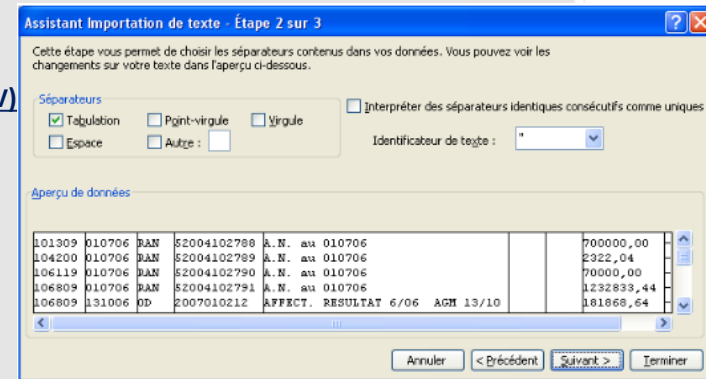 Assistant Importation de texte - Étape 2 sur 3
Cette étape vous permet de choisir les séparateurs contenus dans vos données. Vous pouvez voir les
changements sur votre texte dans l'aperçu ci-dessous.
V)
Séparateurs
Tabulation Point-virgule Virgule
Espace Autre :
Interpréter des séparateurs identiques consécutifs comme uniques
Identificateur de texte : "
Aperçu de données
101309 010706 RAN 52004102788 A.N. au 010706 700000,00
104200 010706 RAN 52004102789 A.N. au 010706 2322,04
106119 010706 RAN 52004102790 A.N. au 010706 70000,00
106809 010706 RAN 52004102791 A.N. au 010706 1232833,44
106809 131006 OD 2007010212 AFFECT. RESULTAT 6/06 AGM 13/10 181868,64
Annuler < Précédent Suivant > Terminer